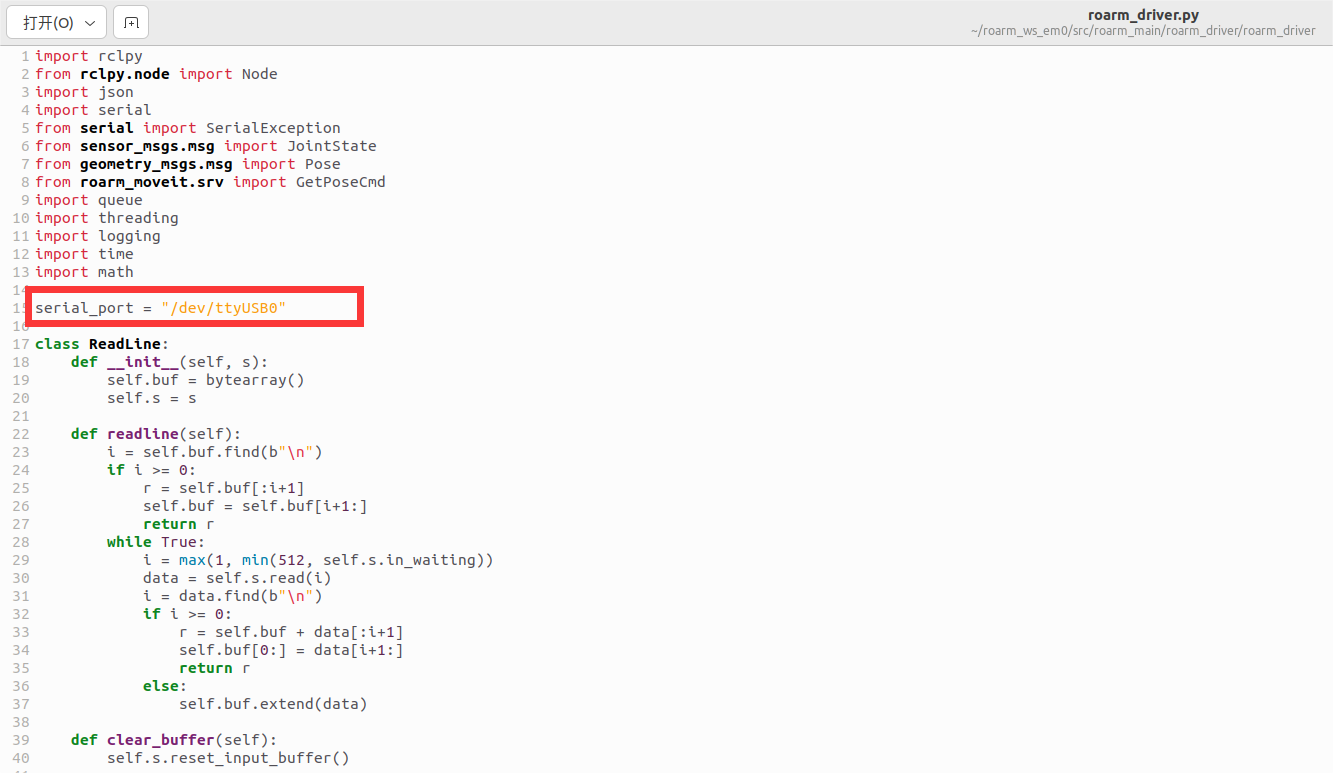 打开(O)
roarm_driver.py
~/roarm_ws_em0/src/roarm_main/roarm_driver/roarm_driver
1 import rclpy
2 from rclpy.node import Node
3 import json
4 import serial
5 from serial import SerialException
6 from sensor_msgs.msg import JointState
7 from geometry_msgs.msg import Pose
8 from roarm_moveit.srv import GetPoseCmd
9 import queue
10 import threading
11 import logging
12 import time
13 import math
14
15 serial_port = "/dev/ttyUSB0"
16
17 class ReadLine:
18     def __init__(self, s):
19         self.buf = bytearray()
20         self.s = s
21
22     def readline(self):
23         i = self.buf.find(b"\n")
24         if i >= 0:
25             r = self.buf[:i+1]
26             self.buf = self.buf[i+1:]
27             return r
28         while True:
29             i = max(1, min(512, self.s.in_waiting))
30             data = self.s.read(i)
31             i = data.find(b"\n")
32             if i >= 0:
33                 r = self.buf + data[:i+1]
34                 self.buf[0:] = data[i+1:]
35                 return r
36             else:
37                 self.buf.extend(data)
38
39     def clear_buffer(self):
40         self.s.reset_input_buffer()